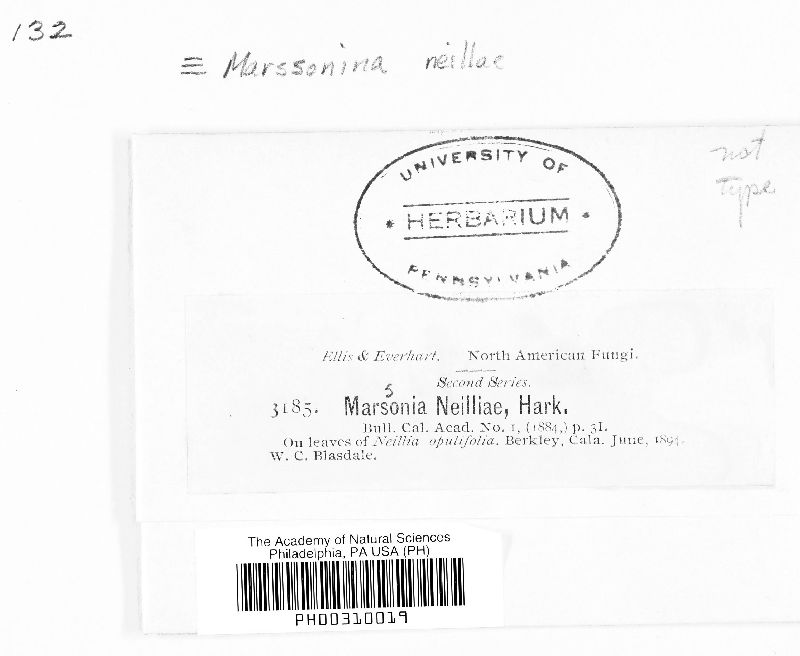 132
≡ Marssonina neillae
not
type
UNIVERSITY OF
* HERBARIUM *
PENNSYLVANIA
Ellis & Everhart. North American Fungi.
Second Series.
s
3185. Marsonia Neilliae, Hark.
Bull. Cal. Acad. No. 1, (1884,) p. 31.
On leaves of Neillia opulifolia. Berkley, Cala. June, 1894.
W. C. Blasdale.
The Academy of Natural Sciences
Philadelphia, PA USA (PH)
PH00310019